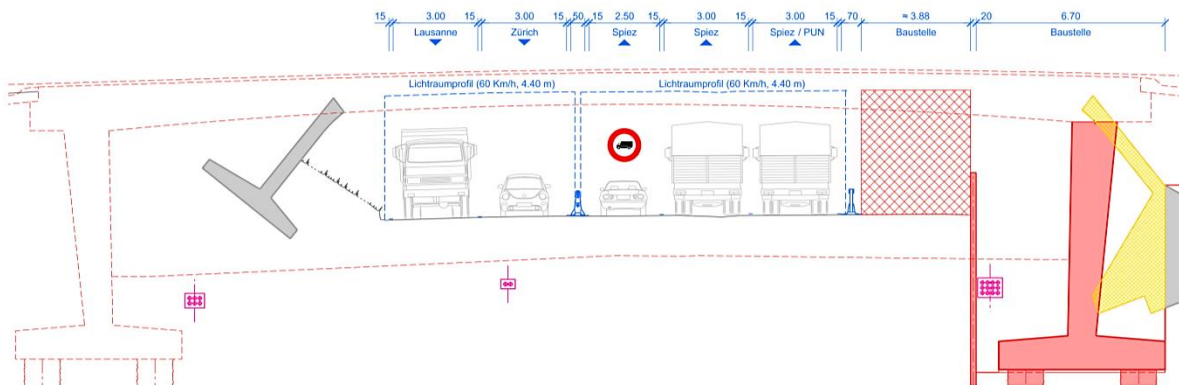 15 3.00 15 3.00 15 50 15 2.50 15 3.00 15 3.00 15 70 ≈ 3.88 20 6.70
Lausanne Zürich Spiez Spiez Spiez / PUN Baustelle Baustelle
Lichtraumprofil (60 Km/h, 4.40 m) Lichtraumprofil (60 Km/h, 4.40 m)